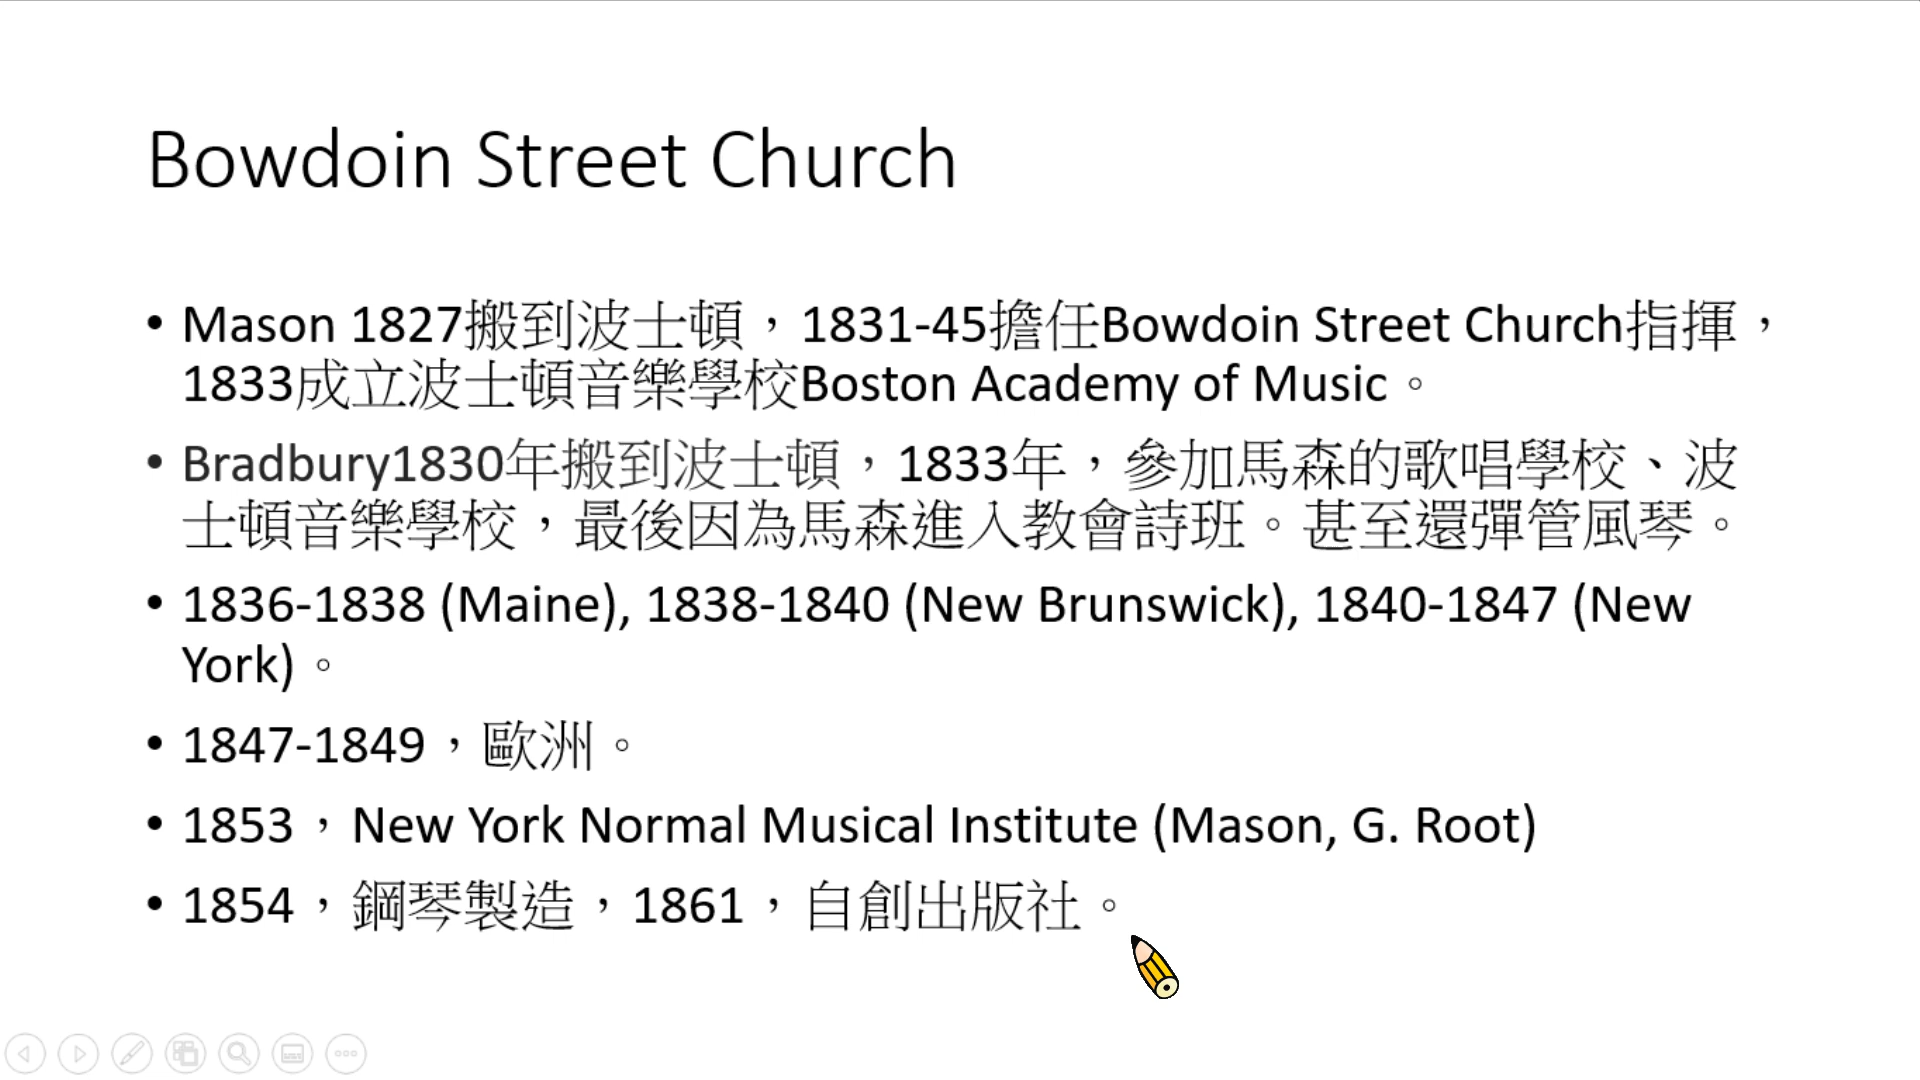 Bowdoin Street Church
• Mason 1827搬到波士頓，1831-45擔任Bowdoin Street Church指揮，
1833成立波士頓音樂學校Boston Academy of Music。
• Bradbury1830年搬到波士頓，1833年，參加馬森的歌唱學校、波
士頓音樂學校，最後因為馬森進入教會詩班。甚至還彈管風琴。
• 1836-1838 (Maine), 1838-1840 (New Brunswick), 1840-1847 (New
York)。
• 1847-1849，歐洲。
• 1853，New York Normal Musical Institute (Mason, G. Root)
• 1854，鋼琴製造，1861，自創出版社。